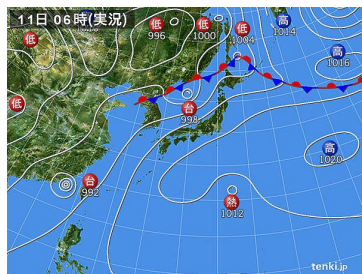 11日 06時(実況)
低
996
低
1000
低
1004
高
1014
低
高
1016
低
台
998
高
1020
台
992
熱
1012
tenki.jp